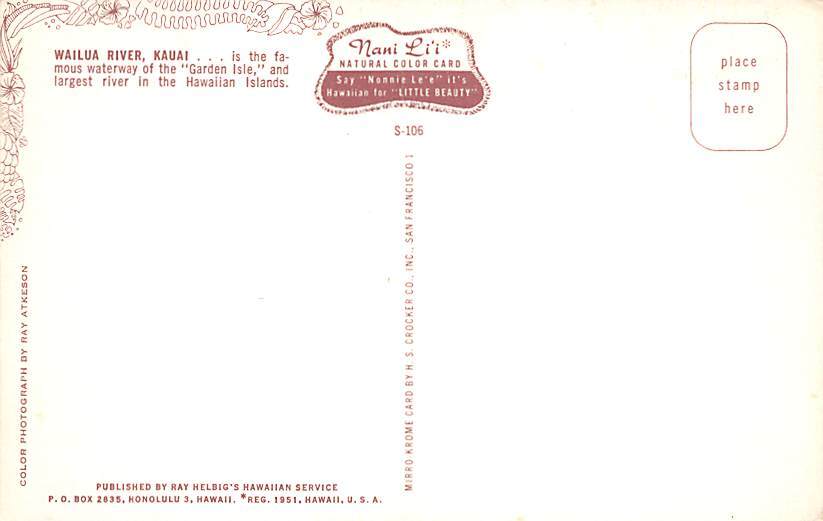 WAILUA RIVER, KAUAI . . . is the fa-
mous waterway of the "Garden Isle," and
largest river in the Hawaiian Islands.
Nani Li'i*
NATURAL COLOR CARD
Say "Nonnie Le'e" it's
Hawaiian for "LITTLE BEAUTY"
S-106
place
stamp
here
COLOR PHOTOGRAPH BY RAY ATKESON
MIRRO-KROME CARD BY H. S. CROCKER CO., INC., SAN FRANCISCO 1
PUBLISHED BY RAY HELBIG'S HAWAIIAN SERVICE
P. O. BOX 2835, HONOLULU 3, HAWAII. *REG. 1951, HAWAII, U. S. A.